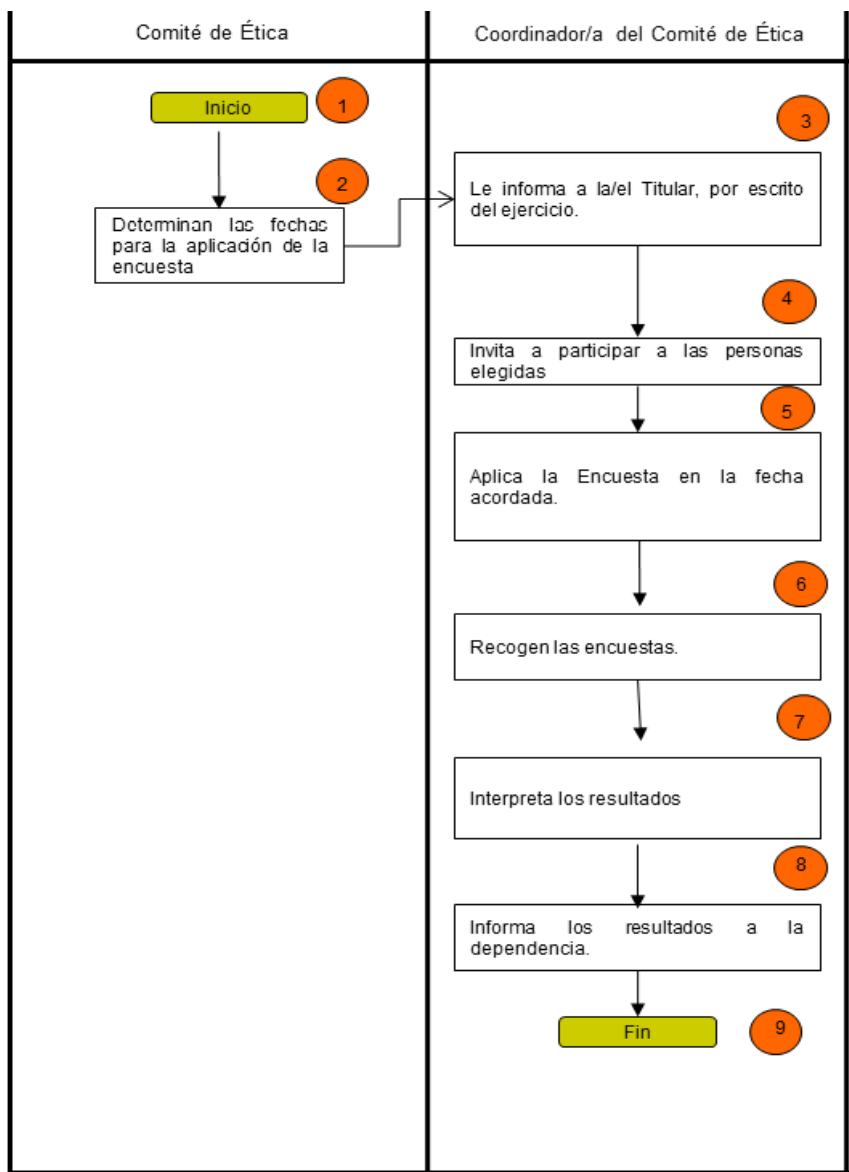 Comité de Ética
Coordinador/a del Comité de Ética
Inicio
1
2
Determinan las fechas
para la aplicación de la
encuesta
3
Le informa a la/el Titular, por escrito
del ejercicio.
4
Invita a participar a las personas
elegidas
5
Aplica la Encuesta en la fecha
acordada.
6
Recogen las encuestas.
7
Interpreta los resultados
8
Informa los resultados a la
dependencia.
Fin
9